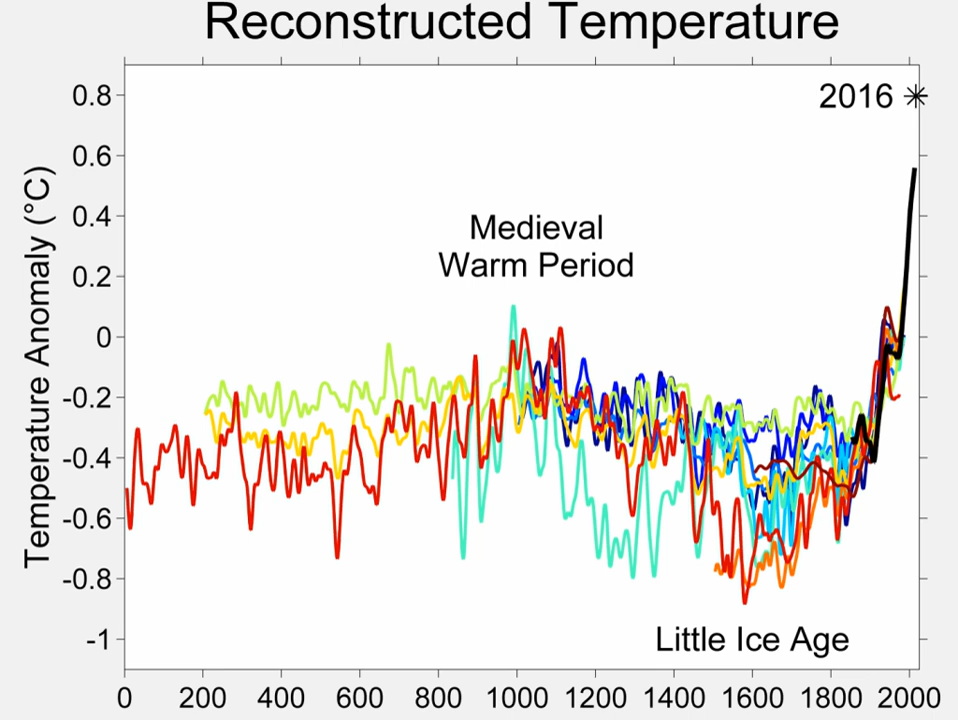 Reconstructed Temperature
Temperature Anomaly (°C)
0.8
0.6
0.4
0.2
0
-0.2
-0.4
-0.6
-0.8
-1
2016
Medieval
Warm Period
Little Ice Age
0 200 400 600 800 1000 1200 1400 1600 1800 2000